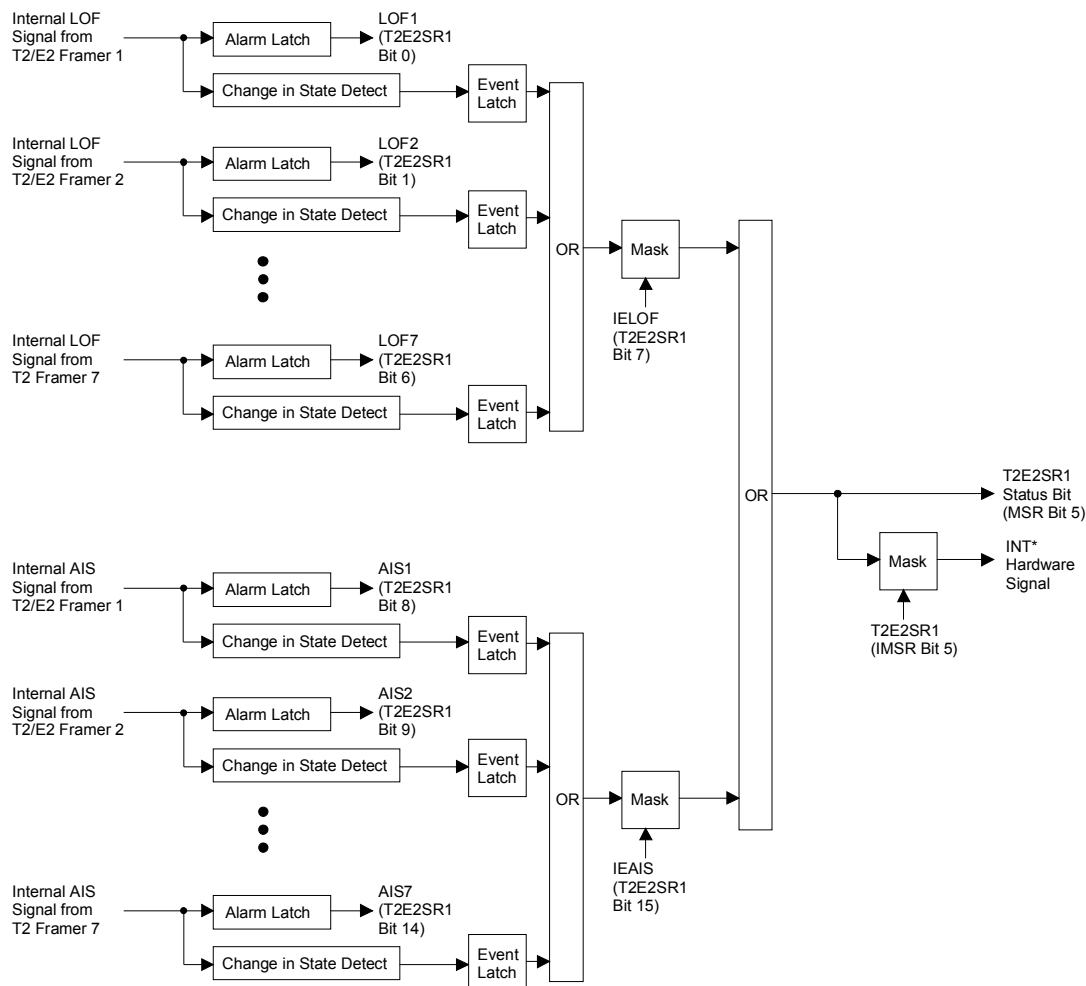 Internal LOF
Signal from
T2/E2 Framer 1
Alarm Latch
LOF1
(T2E2SR1
Bit 0)
Change in State Detect
Event
Latch
Internal LOF
Signal from
T2/E2 Framer 2
Alarm Latch
LOF2
(T2E2SR1
Bit 1)
Change in State Detect
Event
Latch
OR
Mask
IELOF
(T2E2SR1
Bit 7)
Internal LOF
Signal from
T2 Framer 7
Alarm Latch
LOF7
(T2E2SR1
Bit 6)
Change in State Detect
Event
Latch
OR
T2E2SR1
Status Bit
(MSR Bit 5)
Mask
INT*
Hardware
Signal
T2E2SR1
(IMSR Bit 5)
Internal AIS
Signal from
T2/E2 Framer 1
Alarm Latch
AIS1
(T2E2SR1
Bit 8)
Change in State Detect
Event
Latch
Internal AIS
Signal from
T2/E2 Framer 2
Alarm Latch
AIS2
(T2E2SR1
Bit 9)
Change in State Detect
Event
Latch
OR
Mask
IEAIS
(T2E2SR1
Bit 15)
Internal AIS
Signal from
T2 Framer 7
Alarm Latch
AIS7
(T2E2SR1
Bit 14)
Change in State Detect
Event
Latch